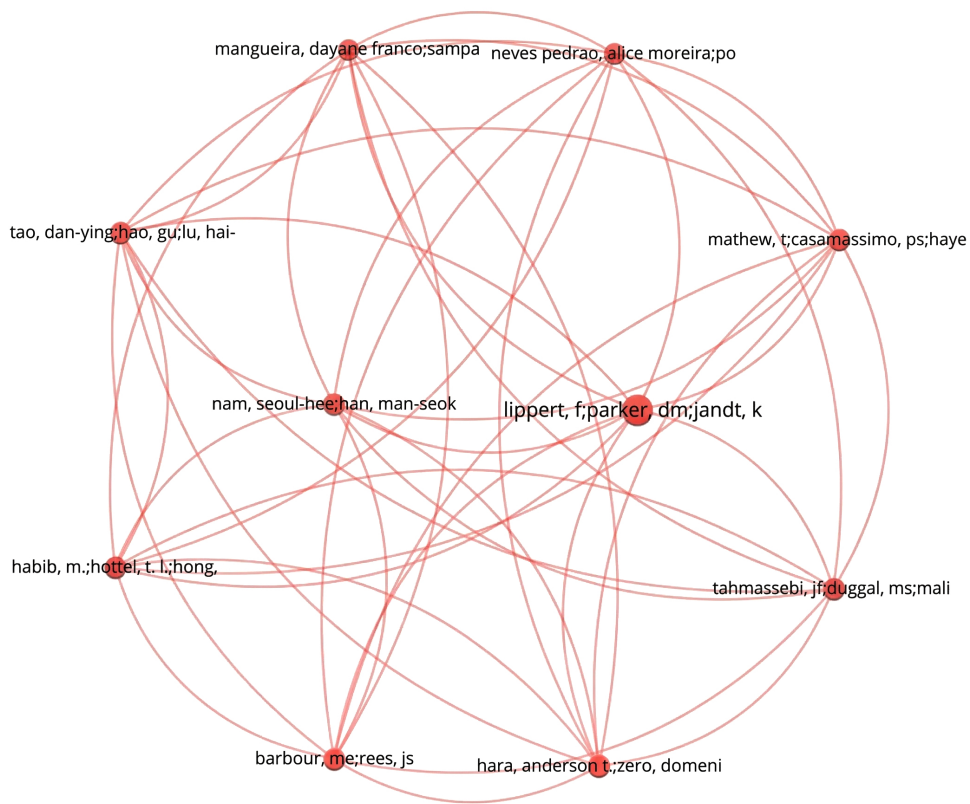 mangueira, dayane franco;sampa
neves pedrao, alice moreira;po
tao, dan-ying;hao, gu;lu, hai-
mathew, t;casamassimo, ps;haye
nam, seoul-hee;han, man-seok
lippert, f;parker, dm;jandt, k
habib, m.;hottel, t. l.;hong,
tahmassebi, jf;duggal, ms;mali
barbour, me;rees, js
hara, anderson t.;zero, domeni